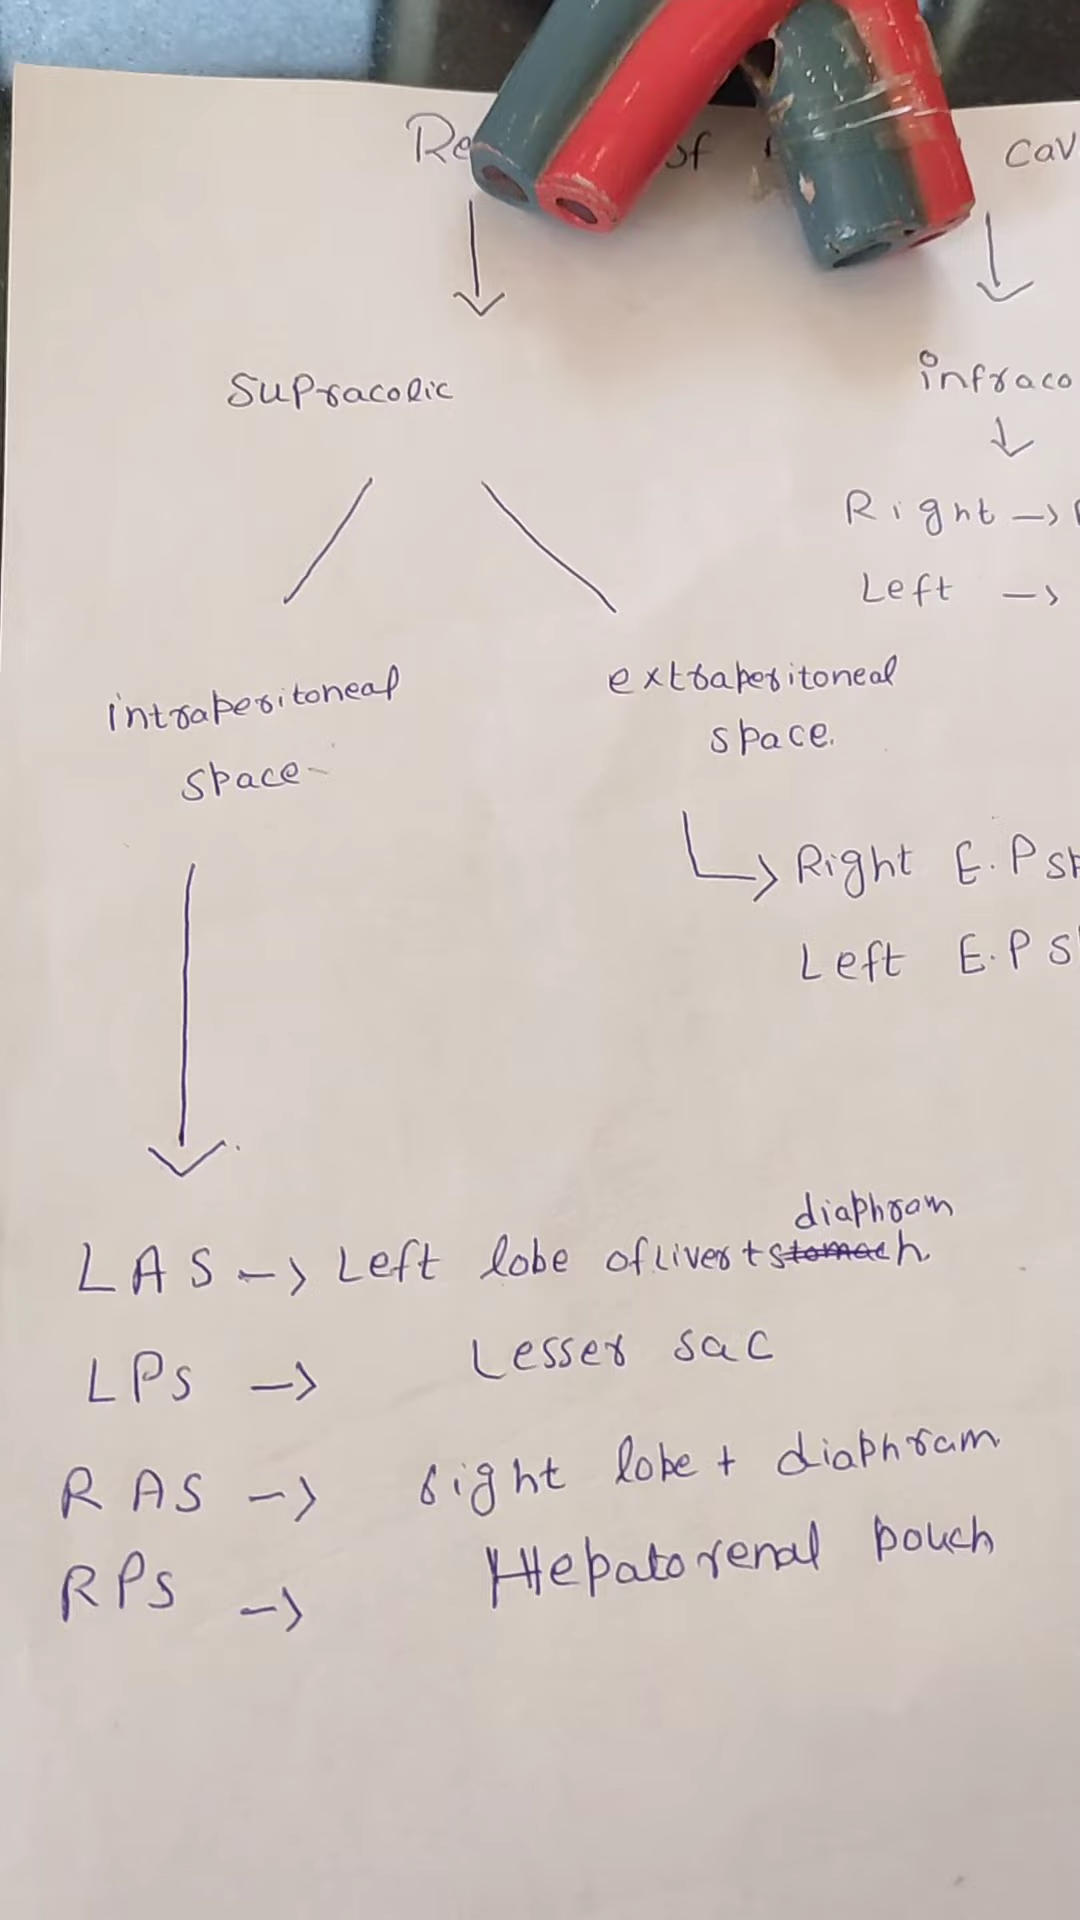 of cav
supracolic
infraco
Right ->
Left ->
intraperitoneal
space
extraperitoneal
space.
-> Right E.P
Left E.P
diaphram
LAS -> Left lobe of liver + stomach
LPS -> Lesser sac
RAS -> right lobe + diaphram
RPS -> Hepatorenal pouch